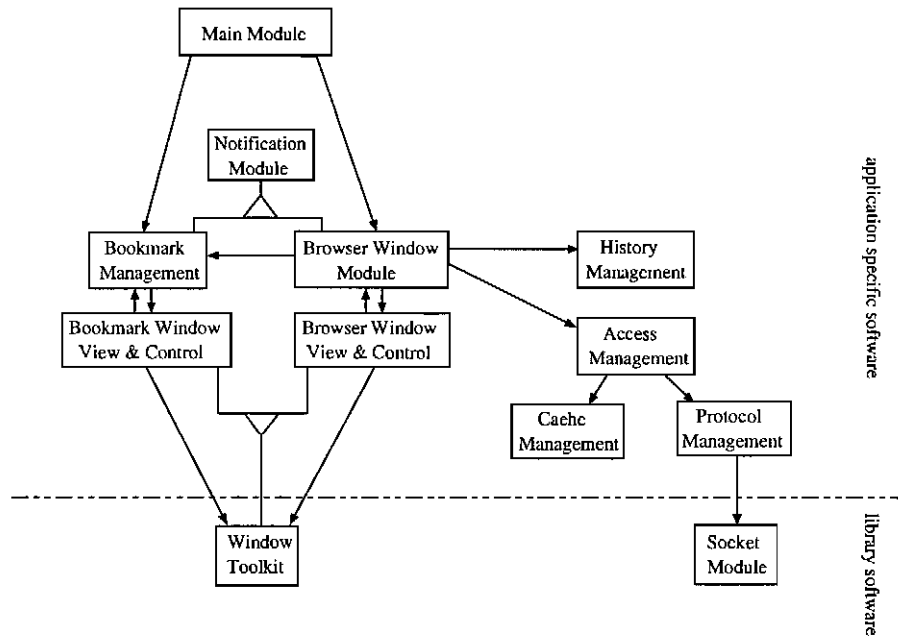 Main Module
Notification
Module
Bookmark
Management
Browser Window
Module
History
Management
Bookmark Window
View & Control
Browser Window
View & Control
Access
Management
Caehc
Management
Protocol
Management
Window
Toolkit
Socket
Module
application specific software
library software